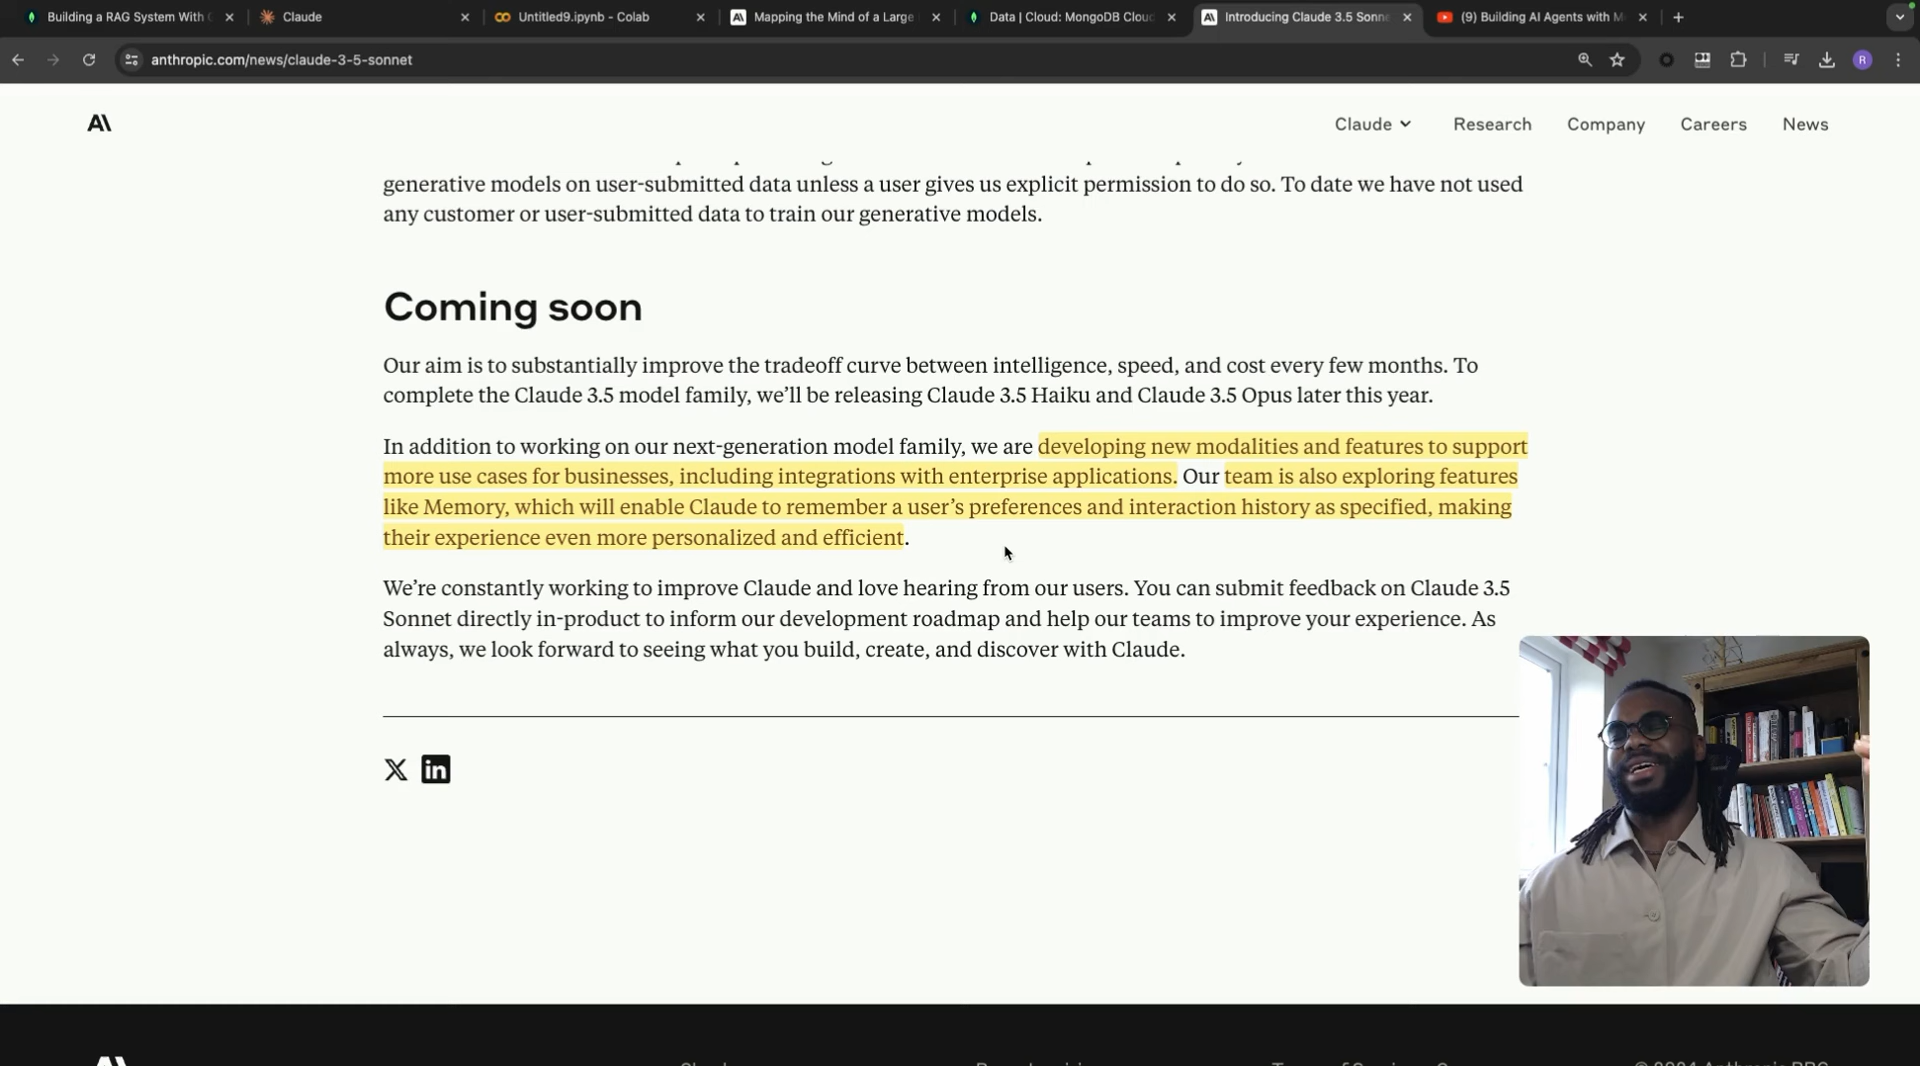 Building a RAG System With
Claude
Untitled9.ipynb - Colab
Mapping the Mind of a Large
Data | Cloud: MongoDB Cloud
Introducing Claude 3.5 Sonne
(9) Building AI Agents with M
anthropic.com/news/claude-3-5-sonnet
R
A\
Claude
Research
Company
Careers
News
generative models on user-submitted data unless a user gives us explicit permission to do so. To date we have not used
any customer or user-submitted data to train our generative models.
Coming soon
Our aim is to substantially improve the tradeoff curve between intelligence, speed, and cost every few months. To
complete the Claude 3.5 model family, we’ll be releasing Claude 3.5 Haiku and Claude 3.5 Opus later this year.
In addition to working on our next-generation model family, we are developing new modalities and features to support
more use cases for businesses, including integrations with enterprise applications. Our team is also exploring features
like Memory, which will enable Claude to remember a user’s preferences and interaction history as specified, making
their experience even more personalized and efficient.
We’re constantly working to improve Claude and love hearing from our users. You can submit feedback on Claude 3.5
Sonnet directly in-product to inform our development roadmap and help our teams to improve your experience. As
always, we look forward to seeing what you build, create, and discover with Claude.
X in